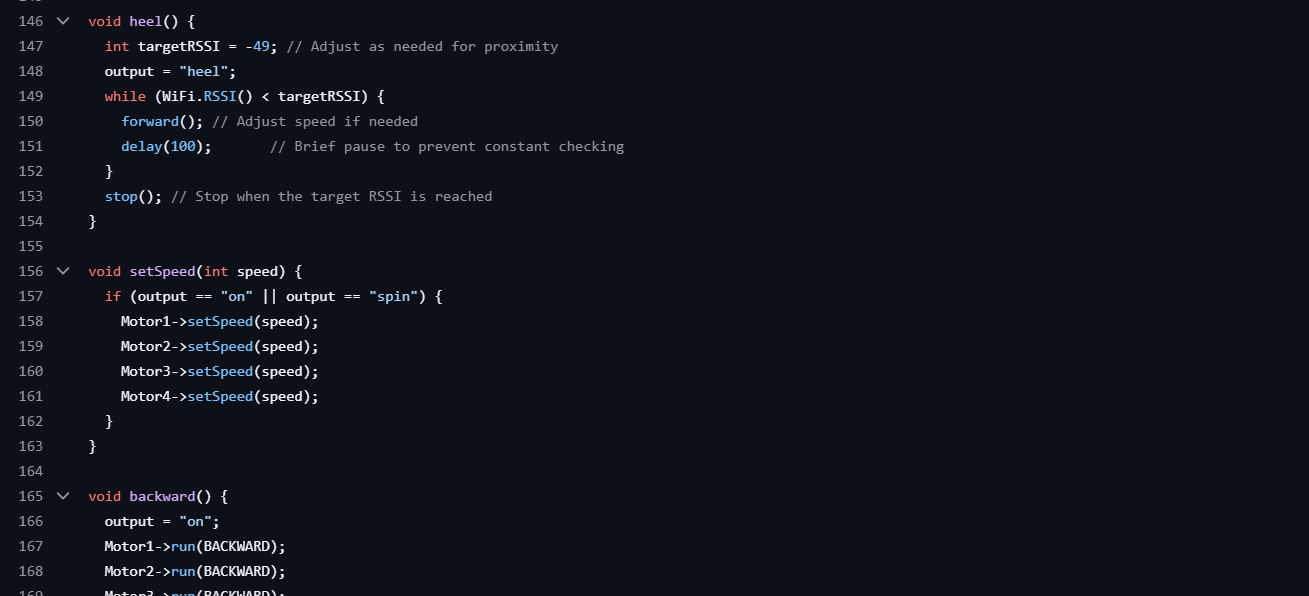 146 void heel() {
147 int targetRSSI = -49; // Adjust as needed for proximity
148 output = "heel";
149 while (WiFi.RSSI() < targetRSSI) {
150 forward(); // Adjust speed if needed
151 delay(100);       // Brief pause to prevent constant checking
152 }
153 stop(); // Stop when the target RSSI is reached
154 }
155
156 void setSpeed(int speed) {
157 if (output == "on" || output == "spin") {
158 Motor1->setSpeed(speed);
159 Motor2->setSpeed(speed);
160 Motor3->setSpeed(speed);
161 Motor4->setSpeed(speed);
162 }
163 }
164
165 void backward() {
166 output = "on";
167 Motor1->run(BACKWARD);
168 Motor2->run(BACKWARD);
169 Motor3->run(BACKWARD);